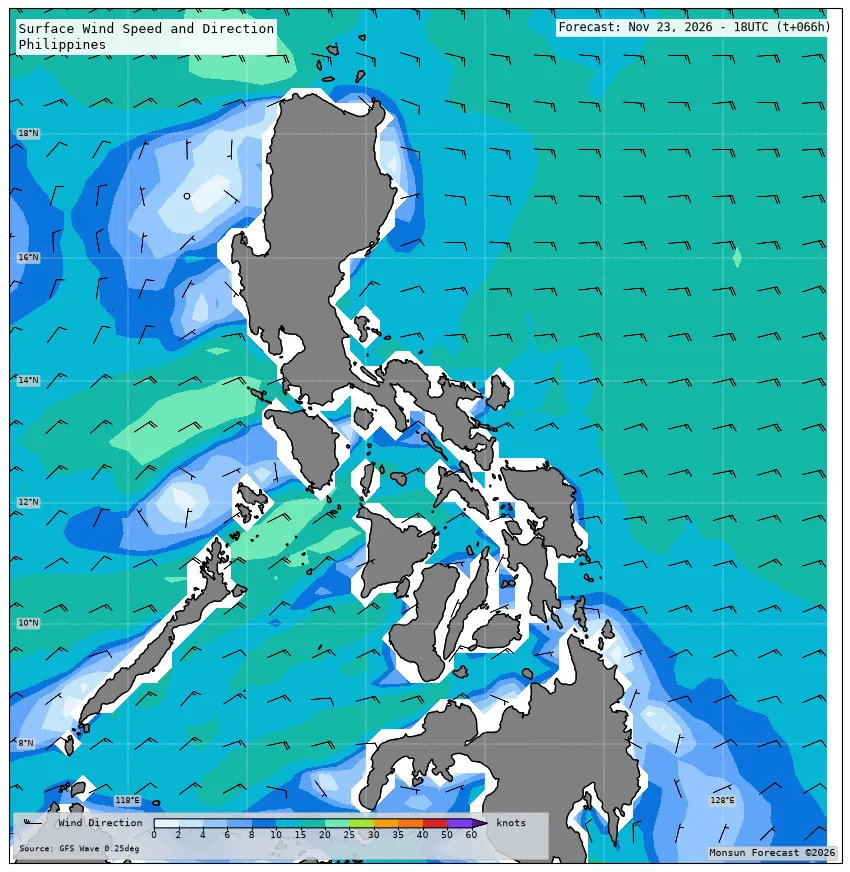 Surface Wind Speed and Direction
Philippines
Forecast: Nov 23, 2026 - 18UTC (t+066h)
18°N
16°N
14°N
12°N
10°N
8°N
118°E
128°E
Wind Direction
knots
0 2 4 6 8 10 15 20 25 30 35 40 50 60
Source: GFS Wave 0.25deg
Monsun Forecast ©2026